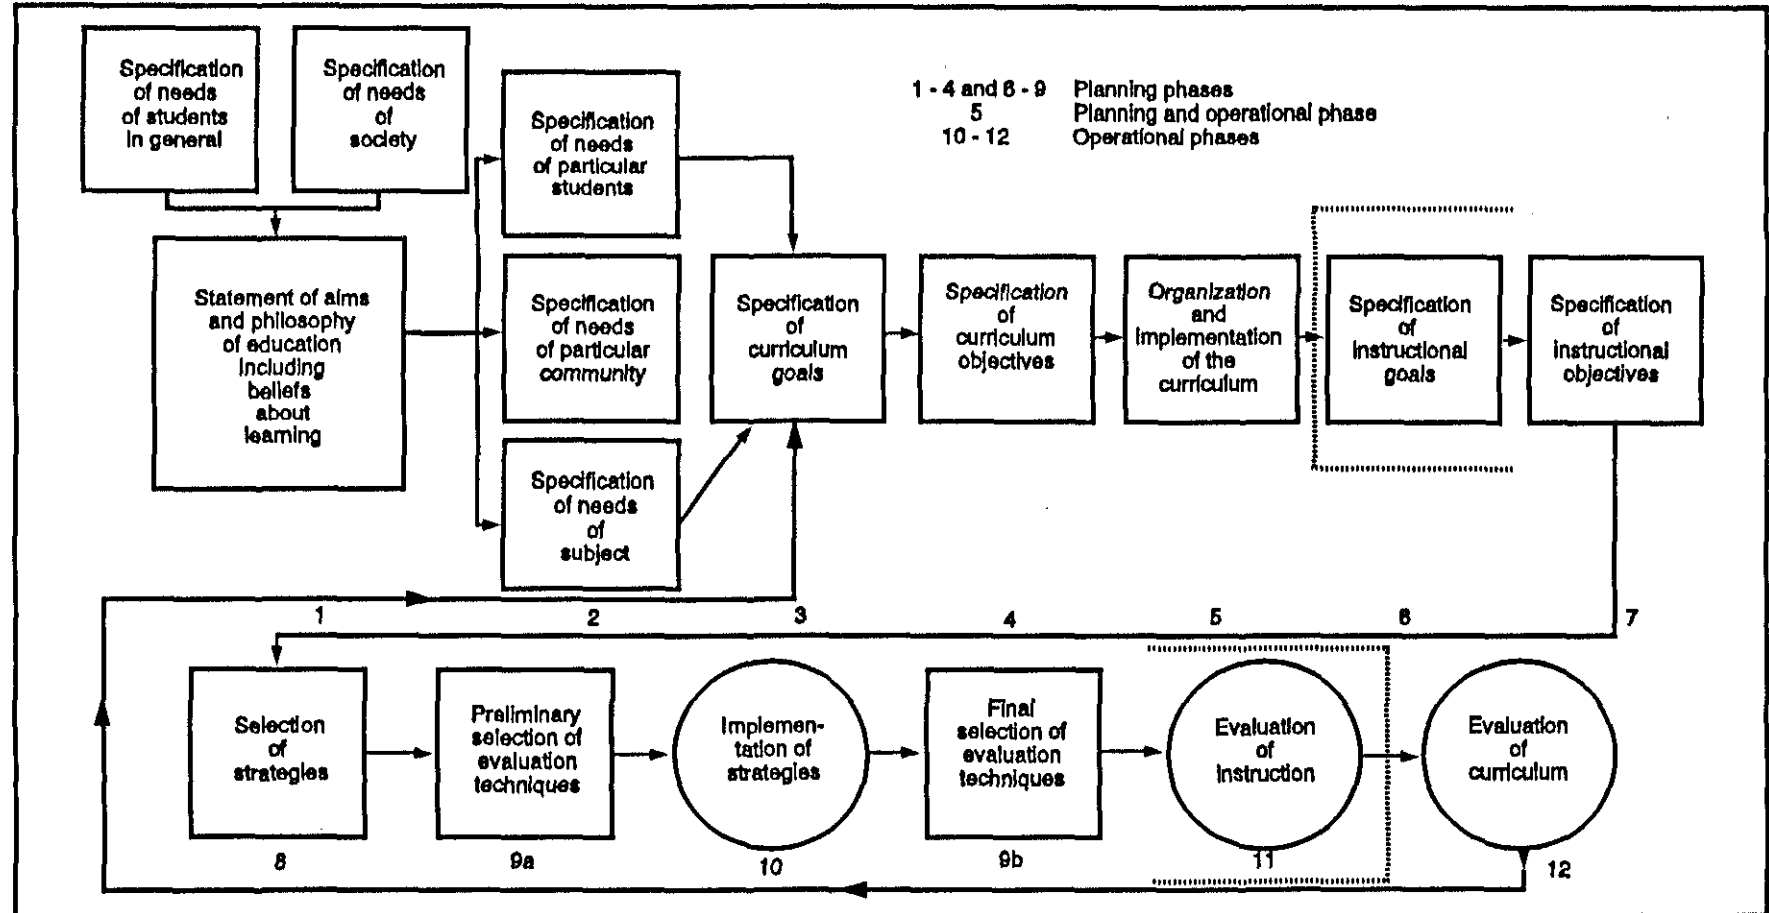 Specification
of needs
of students
in general
Specification
of needs
of
society
Specification
of needs
of particular
students
1 - 4 and 6 - 9 Planning phases
5 Planning and operational phase
10 - 12 Operational phases
Statement of aims
and philosophy
of education
including
beliefs
about
learning
Specification
of needs
of particular
community
Specification
of needs
of
subject
Specification
of
curriculum
goals
Specification
of
curriculum
objectives
Organization
and
implementation
of the
curriculum
Specification
of
instructional
goals
Specification
of
instructional
objectives
1 2 3 4 5 6 7
Selection
of
strategies
Preliminary
selection of
evaluation
techniques
Implemen-
tation of
strategies
Final
selection of
evaluation
techniques
Evaluation
of
instruction
Evaluation
of
curriculum
8 9a 10 9b 11 12